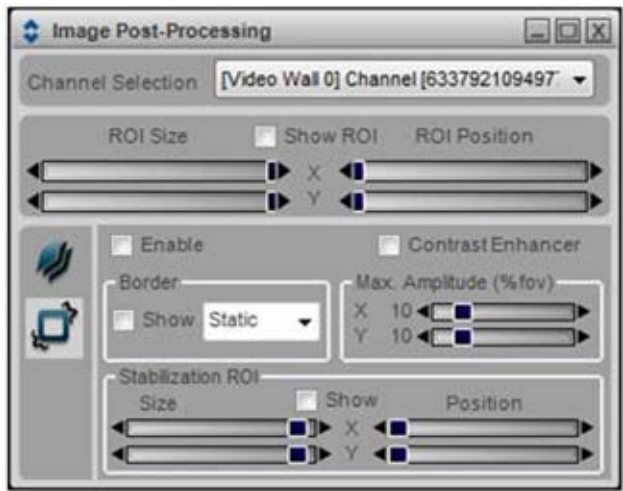 Image Post-Processing
Channel Selection [Video Wall 0] Channel [633792109497
ROI Size Show ROI ROI Position
X
Y
Enable Contrast Enhancer
Border Max. Amplitude (%fov)
Show Static X 10
Y 10
Stabilization ROI
Size Show Position
X
Y